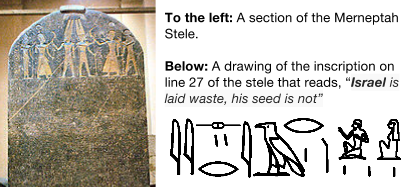 To the left: A section of the Merneptah
Stele.
Below: A drawing of the inscription on
line 27 of the stele that reads, “Israel is
laid waste, his seed is not”